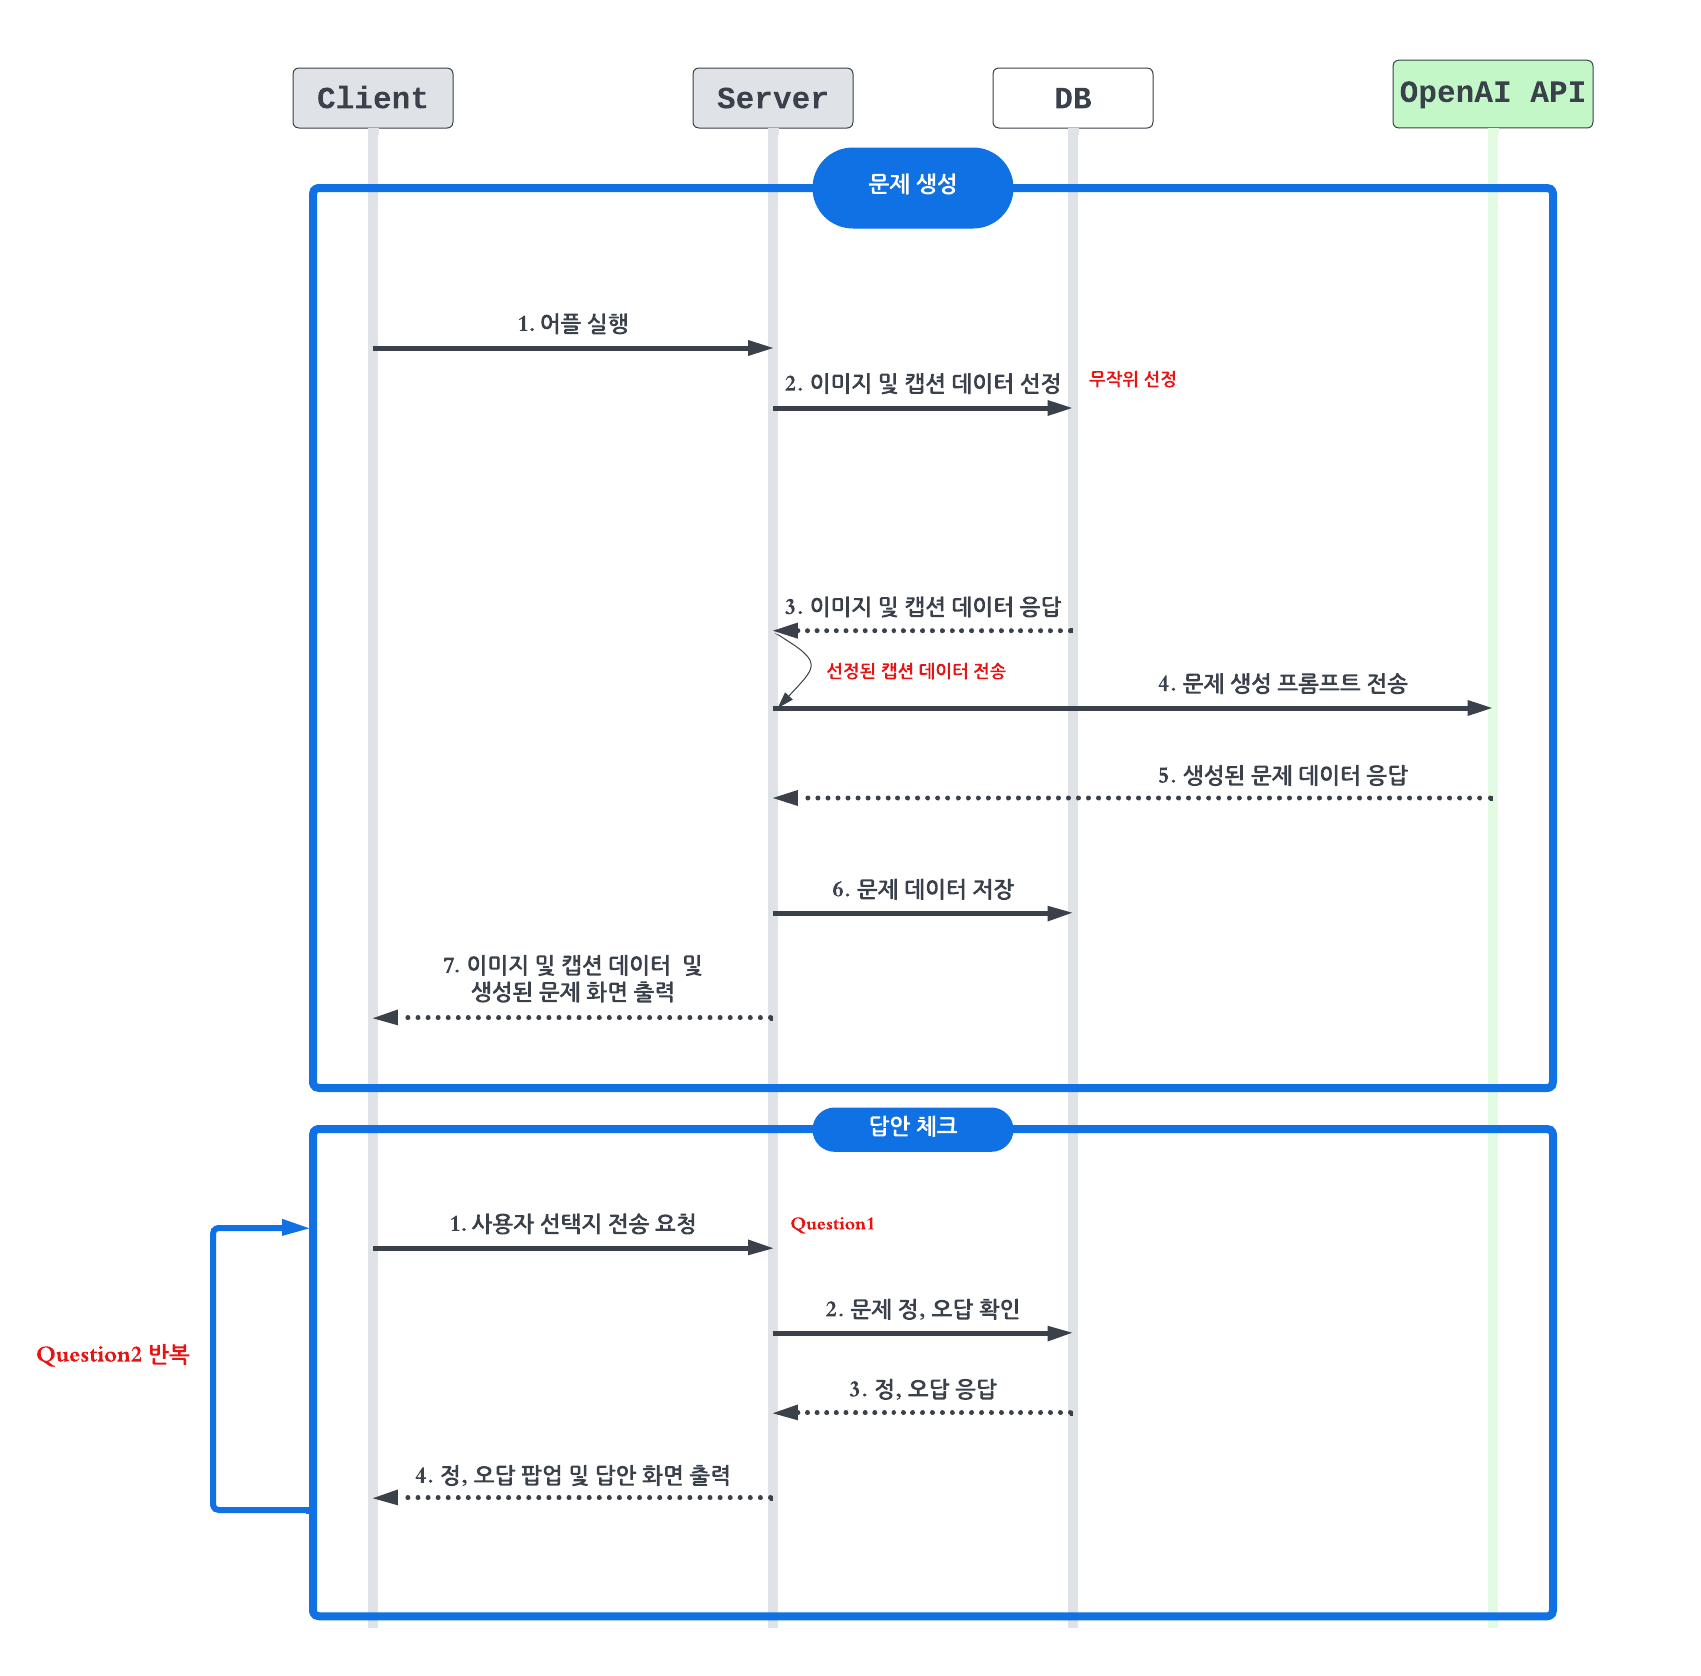 Client
Server
DB
OpenAI API
문제 생성
1. 어플 실행
2. 이미지 및 캡션 데이터 선정
무작위 선정
3. 이미지 및 캡션 데이터 응답
선정된 캡션 데이터 전송
4. 문제 생성 프롬프트 전송
5. 생성된 문제 데이터 응답
6. 문제 데이터 저장
7. 이미지 및 캡션 데이터 및
생성된 문제 화면 출력
답안 체크
1. 사용자 선택지 전송 요청
Question1
2. 문제 정, 오답 확인
Question2 반복
3. 정, 오답 응답
4. 정, 오답 팝업 및 답안 화면 출력